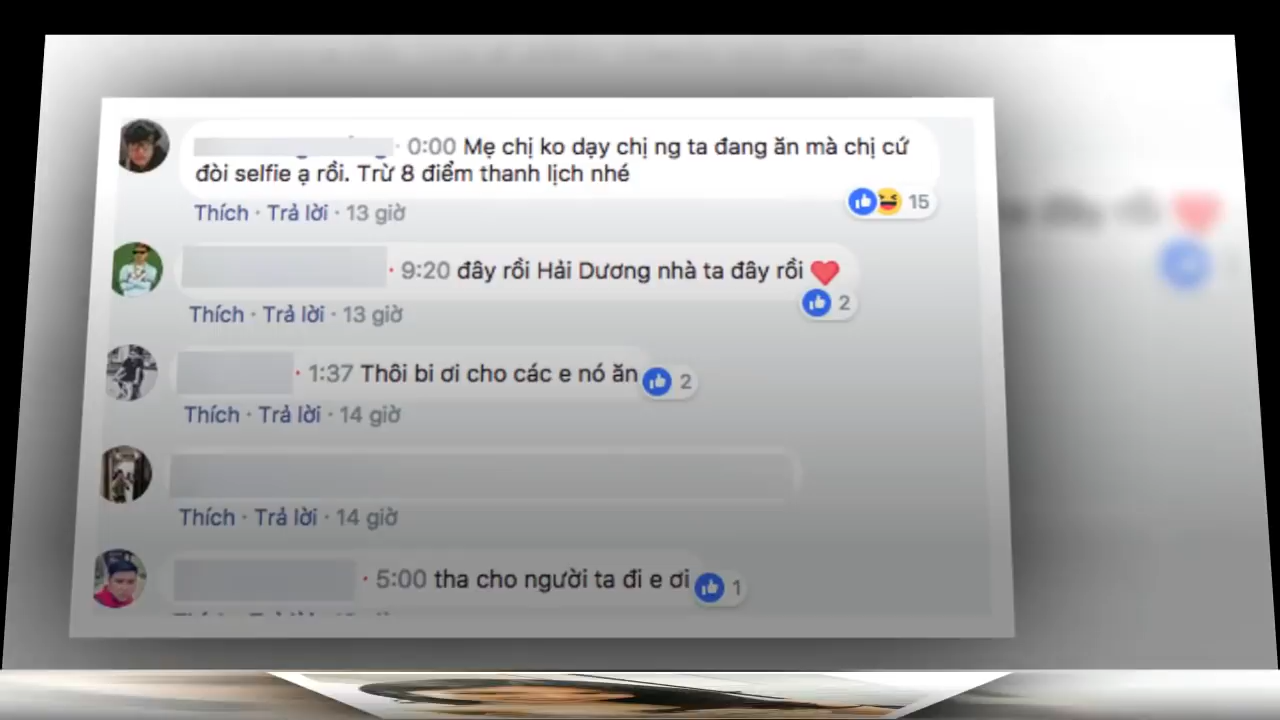 · 0:00 Mẹ chị ko dạy chị ng ta đang ăn mà chị cứ
đòi selfie ạ rồi. Trừ 8 điểm thanh lịch nhé
15
Thích · Trả lời · 13 giờ
· 9:20 đây rồi Hải Dương nhà ta đây rồi ❤️
2
Thích · Trả lời · 13 giờ
· 1:37 Thôi bi ơi cho các e nó ăn 2
Thích · Trả lời · 14 giờ
Thích · Trả lời · 14 giờ
· 5:00 tha cho người ta đi e ơi 1